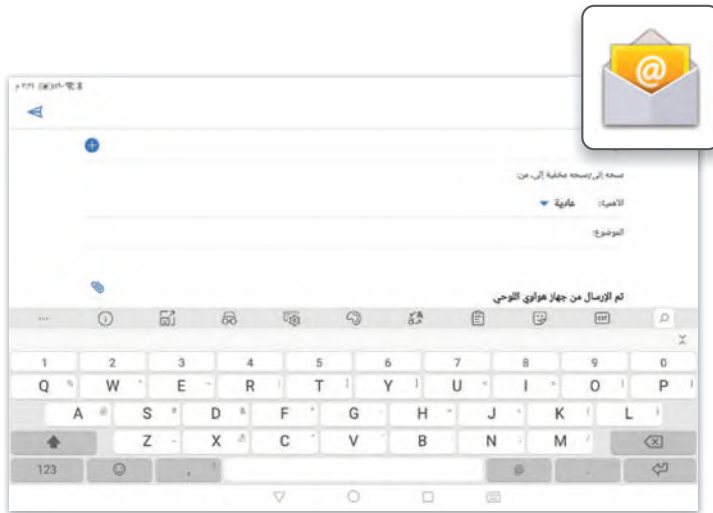 @
نسخة إلى/نسخة مخفية إلى، من:
الأهمية: عادية
الموضوع:
تم الإرسال من جهاز هواوي اللوحي
GIF
1 2 3 4 5 6 7 8 9 0
Q W E R T Y U I O P
A S D F G H J K L
Z X C V B N M
123 , @ .